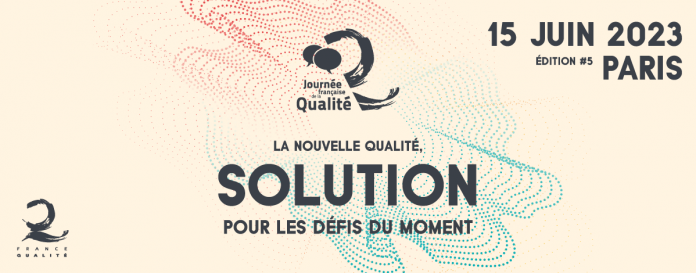 15 JUIN 2023
ÉDITION #5 PARIS
Journée
française
de la
Qualité
LA NOUVELLE QUALITÉ,
SOLUTION
POUR LES DÉFIS DU MOMENT
FRANCE
QUALITÉ